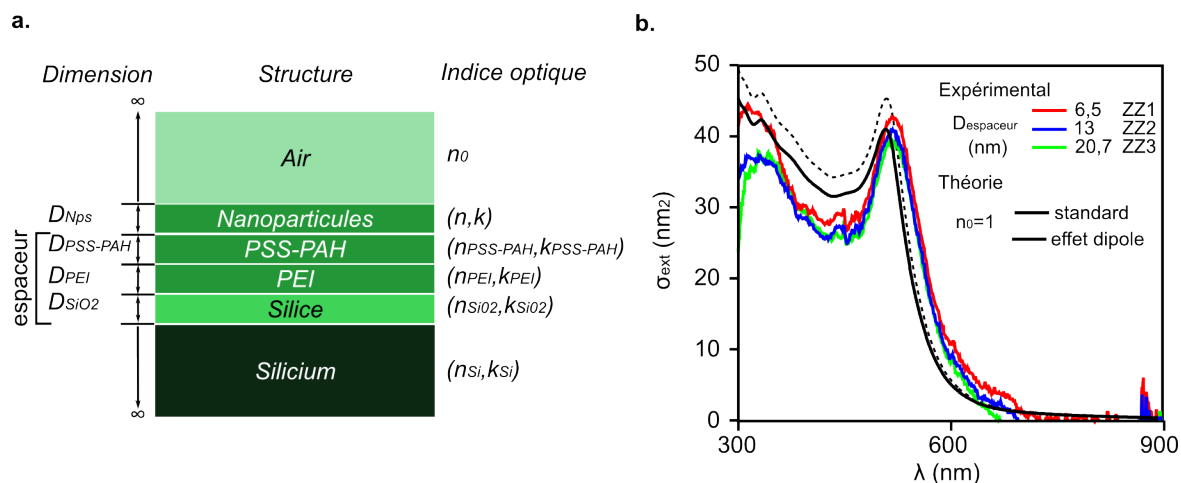 a.
Dimension Structure Indice optique
∞
Air n0
DNps Nanoparticules (n,k)
DPSS-PAH PSS-PAH (nPSS-PAH,kPSS-PAH)
DPEI PEI (nPEI,kPEI)
DSiO2 Silice (nSi02,kSi02)
espaceur
Silicium (nSi,kSi)
∞
b.
50
40
30
20
10
0
σext (nm2)
300 600 900
λ (nm)
Expérimental
Despaceur
(nm)
6,5 ZZ1
13 ZZ2
20,7 ZZ3
Théorie
n0=1
standard
effet dipole